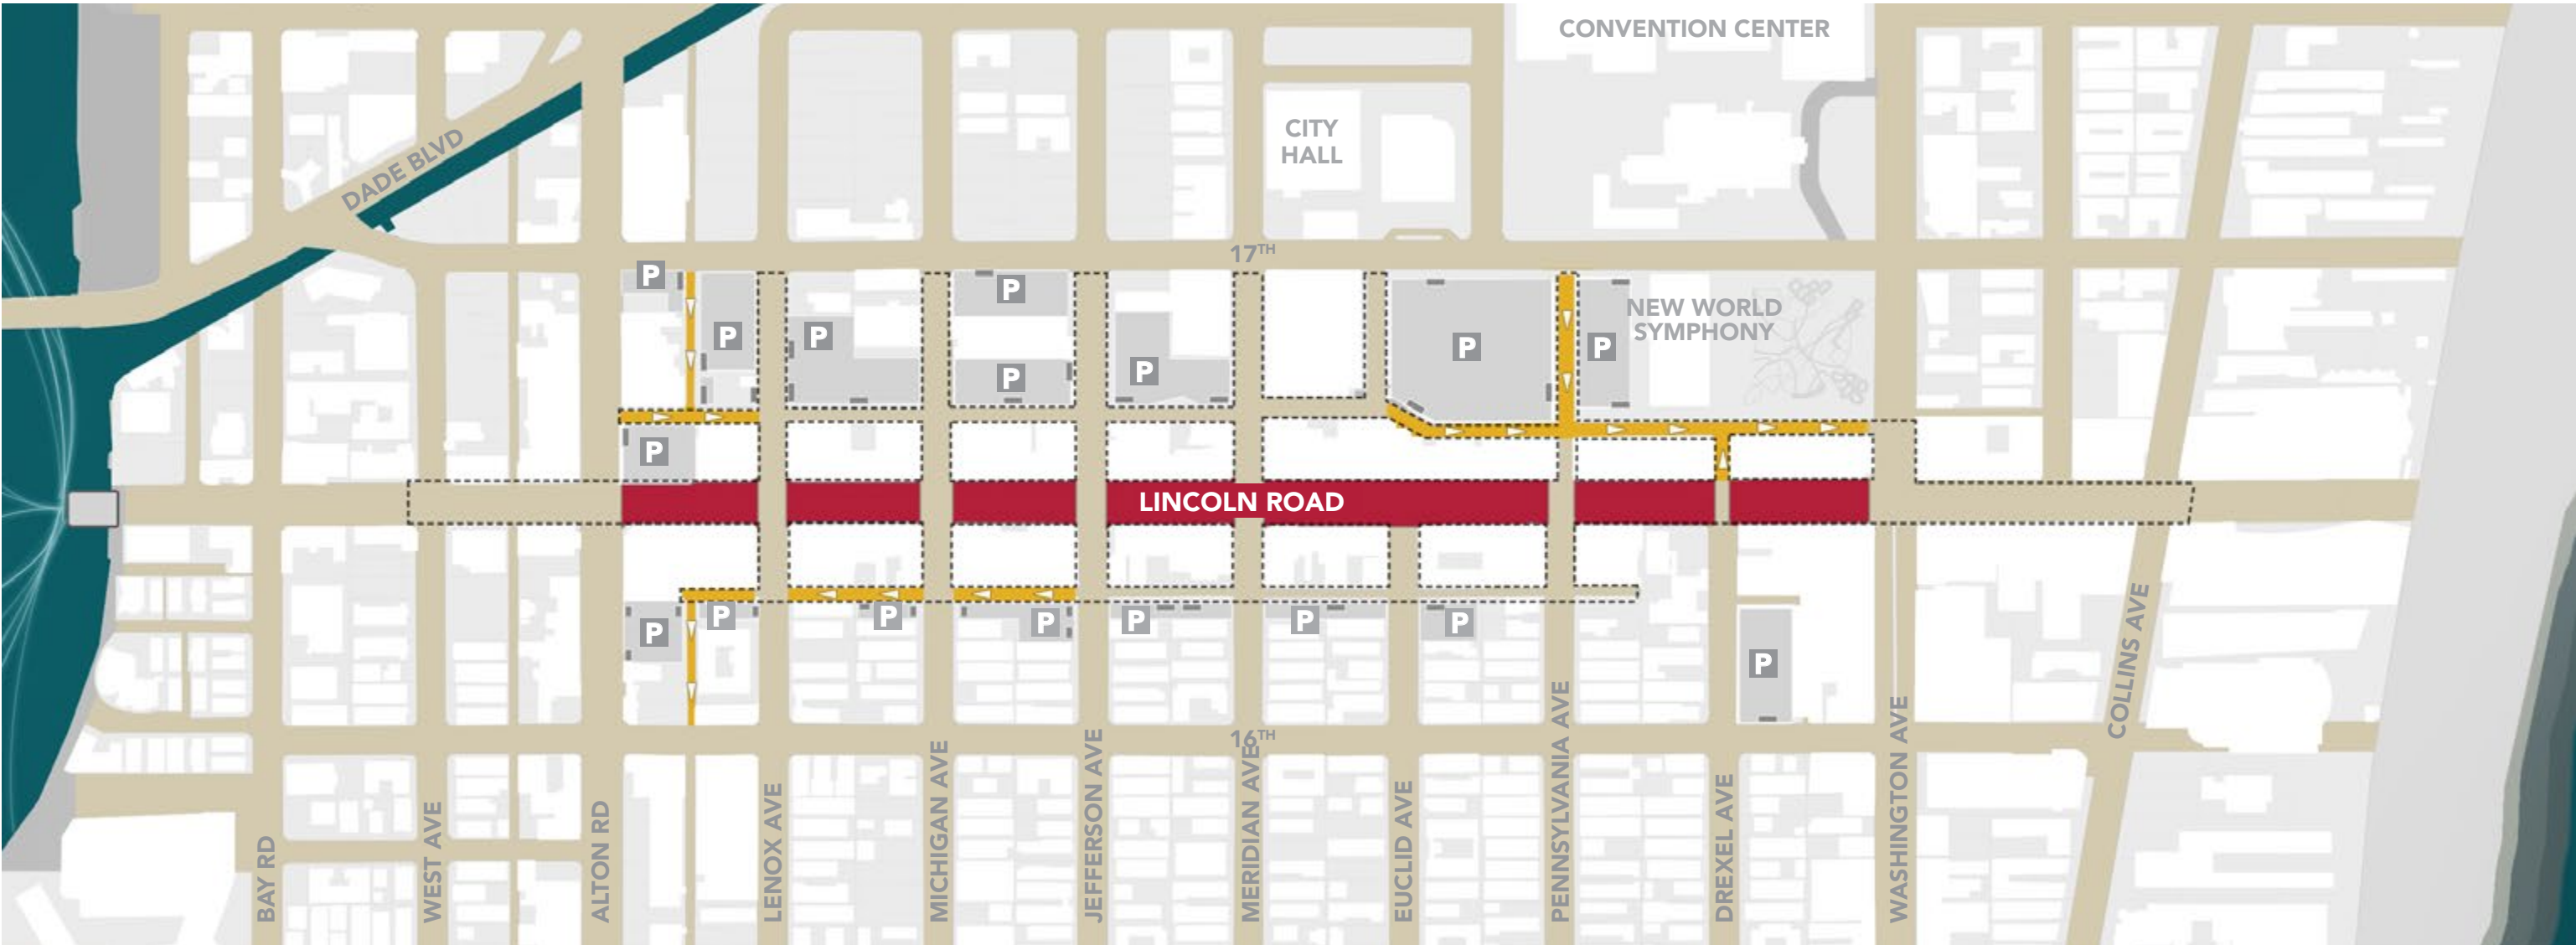 CONVENTION CENTER
CITY
HALL
DADE BLVD
17TH
P
P
P
P
P
P
P
P
NEW WORLD
SYMPHONY
P
LINCOLN ROAD
P
P
P
P
P
P
P
P
COLLINS AVE
16TH
BAY RD
WEST AVE
ALTON RD
LENOX AVE
MICHIGAN AVE
JEFFERSON AVE
MERIDIAN AVE
EUCLID AVE
PENNSYLVANIA AVE
DREXEL AVE
WASHINGTON AVE